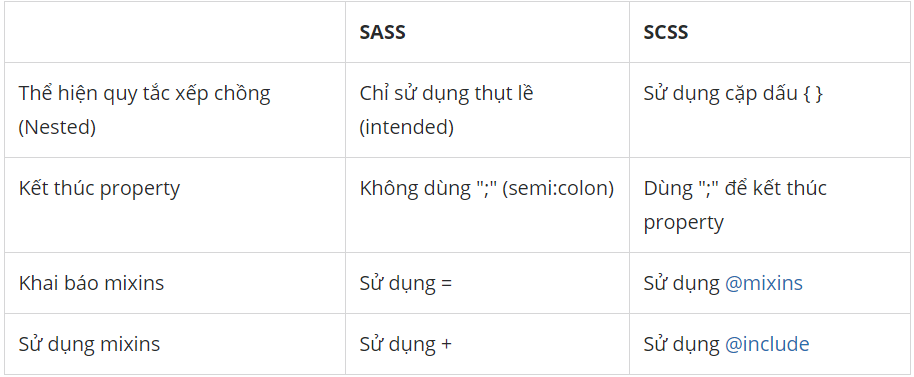 SASS SCSS
Thể hiện quy tắc xếp chồng Chỉ sử dụng thụt lề Sử dụng cặp dấu { }
(Nested) (intended)
Kết thúc property Không dùng ";" (semi:colon) Dùng ";" để kết thúc
property
Khai báo mixins Sử dụng = Sử dụng @mixins
Sử dụng mixins Sử dụng + Sử dụng @include